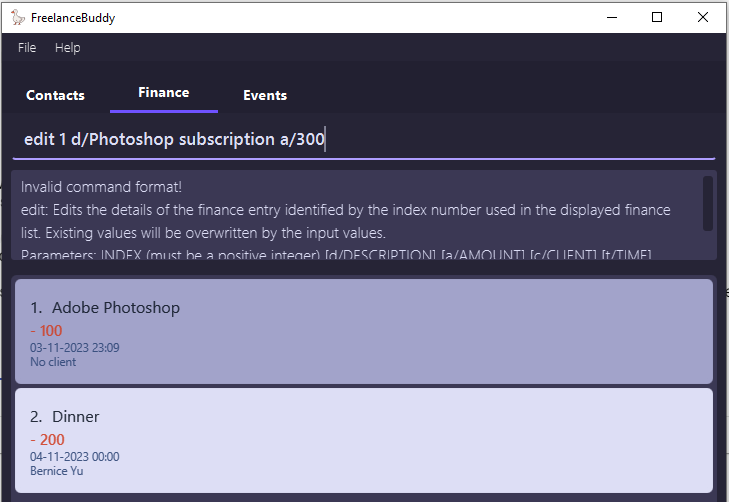 FreelanceBuddy
File Help
Contacts Finance Events
edit 1 d/Photoshop subscription a/300
Invalid command format!
edit: Edits the details of the finance entry identified by the index number used in the displayed finance
list. Existing values will be overwritten by the input values.
Parameters: INDEX (must be a positive integer) [d/DESCRIPTION] [a/AMOUNT] [c/CLIENT] [t/TIME]
1. Adobe Photoshop
- 100
03-11-2023 23:09
No client
2. Dinner
- 200
04-11-2023 00:00
Bernice Yu